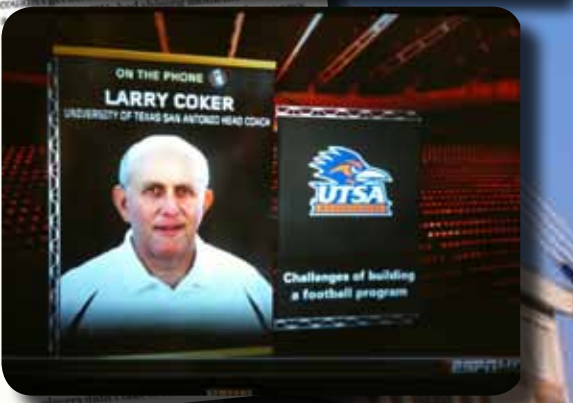 ON THE PHONE
LARRY COKER
UNIVERSITY OF TEXAS SAN ANTONIO HEAD COACH
UTSA
Challenges of building
a football program